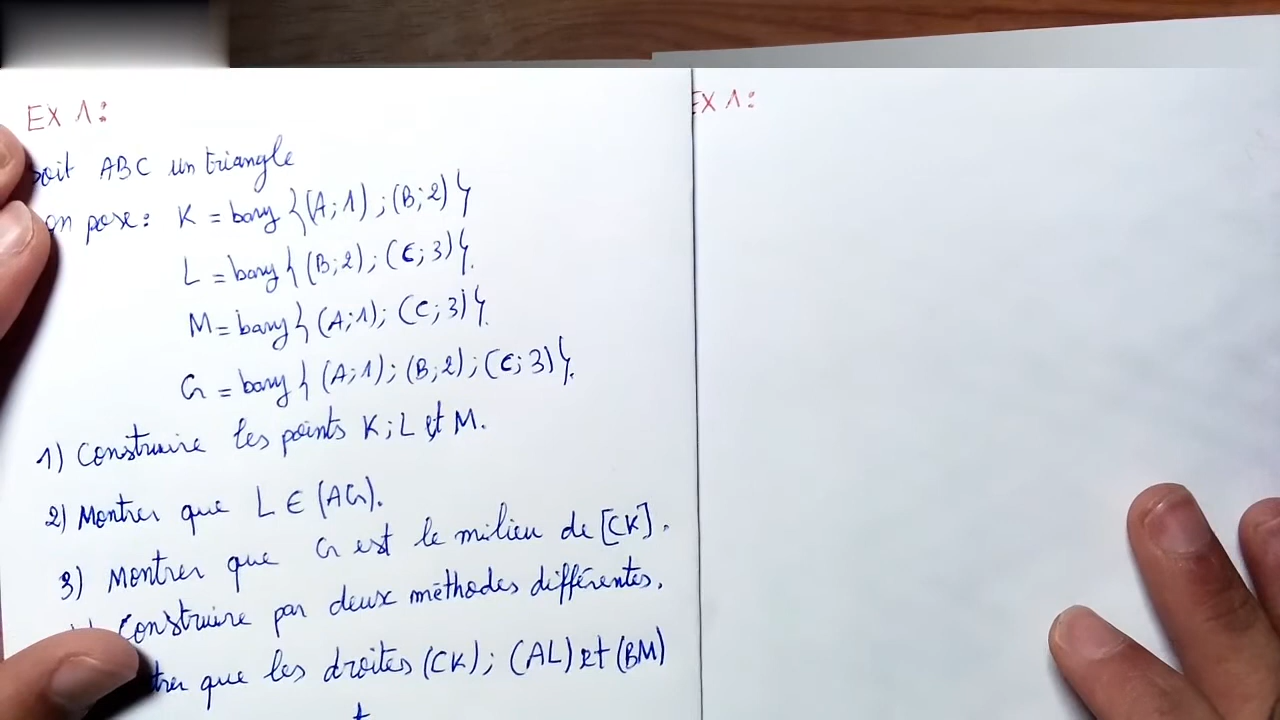 EX 1:
Soit ABC un triangle
on pose: K = bary {(A;1);(B;2)}
L = bary {(B;2);(C;3)}.
M = bary {(A;1);(C;3)}.
G = bary {(A;1);(B;2);(C;3)}.
1) Construire les points K;L et M.
2) Montrer que L ∈ (AG).
3) Montrer que G est le milieu de [CK].
Construire par deux méthodes différentes.
que les droites (CK); (AL) et (BM)
EX 1: